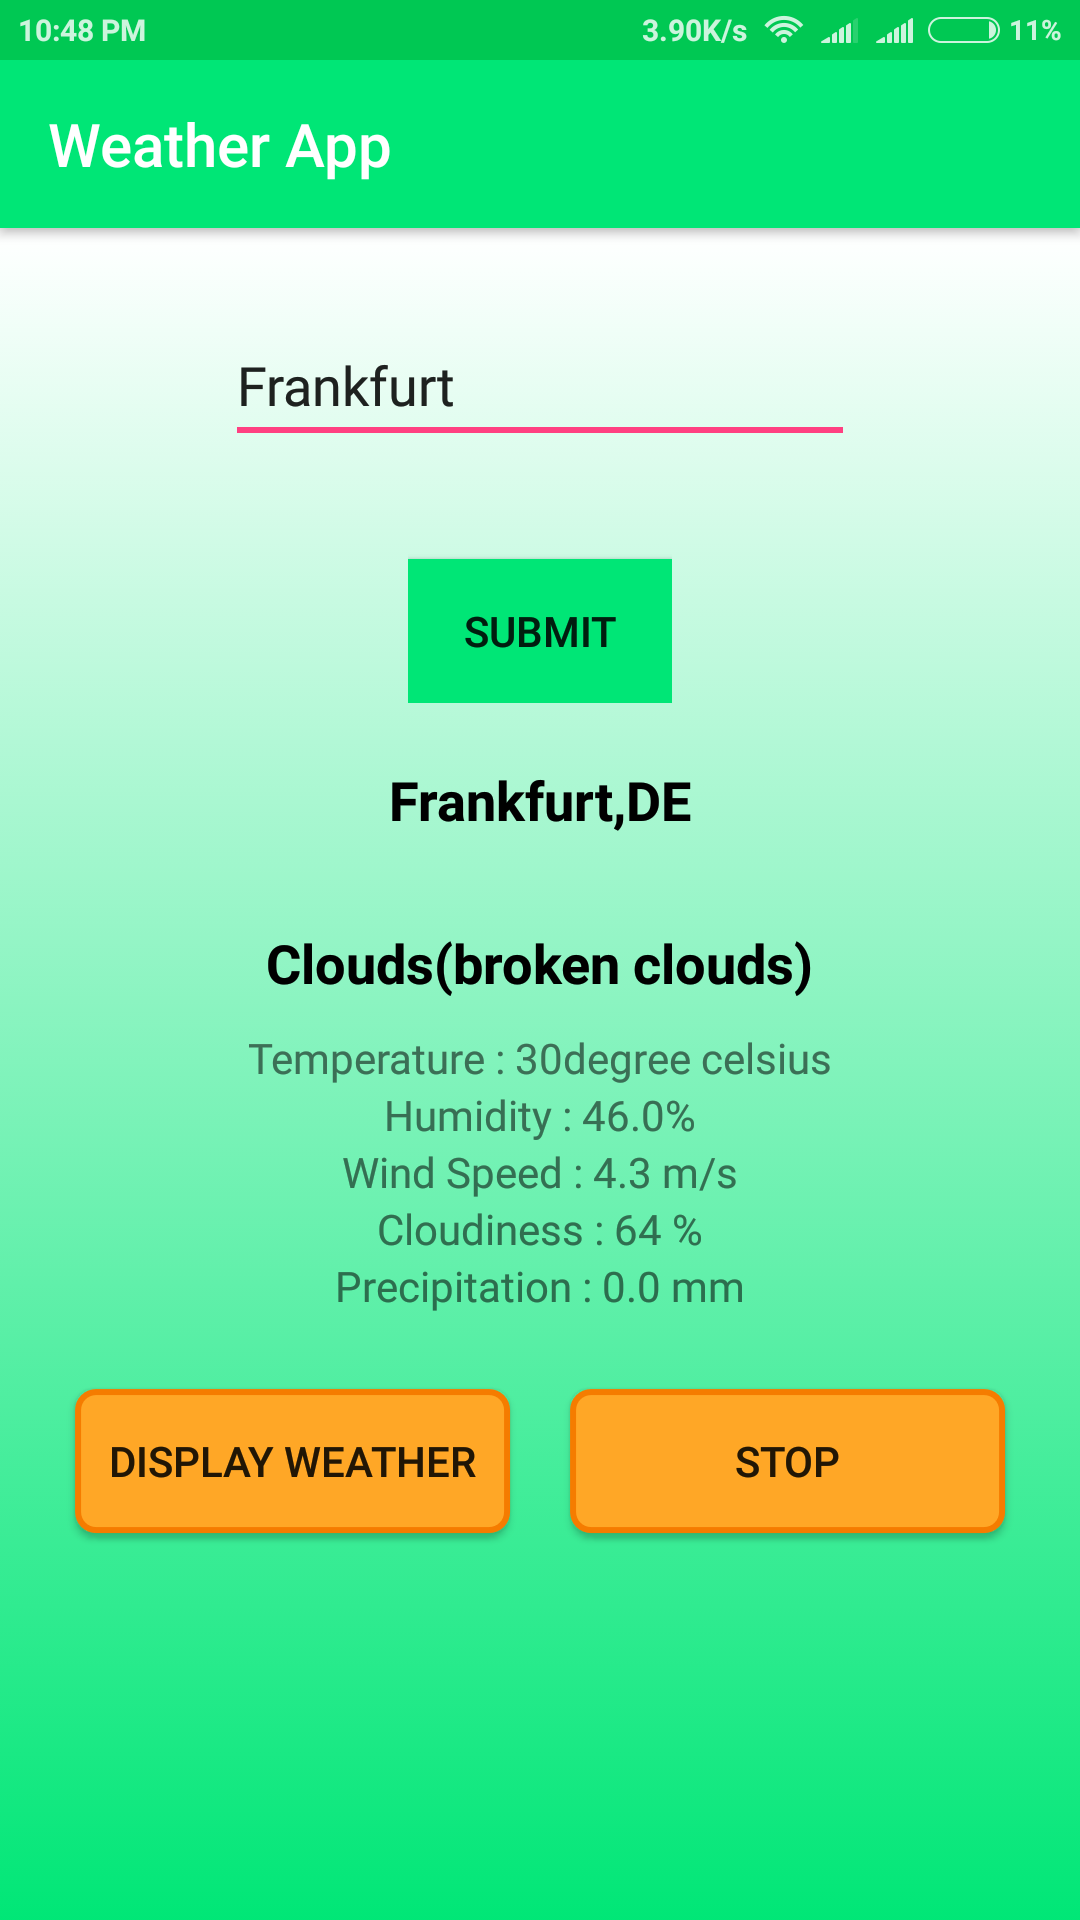 10:48 PM 3.90K/s 11%
Weather App
Frankfurt
SUBMIT
Frankfurt,DE
Clouds(broken clouds)
Temperature : 30degree celsius
Humidity : 46.0%
Wind Speed : 4.3 m/s
Cloudiness : 64 %
Precipitation : 0.0 mm
DISPLAY WEATHER STOP